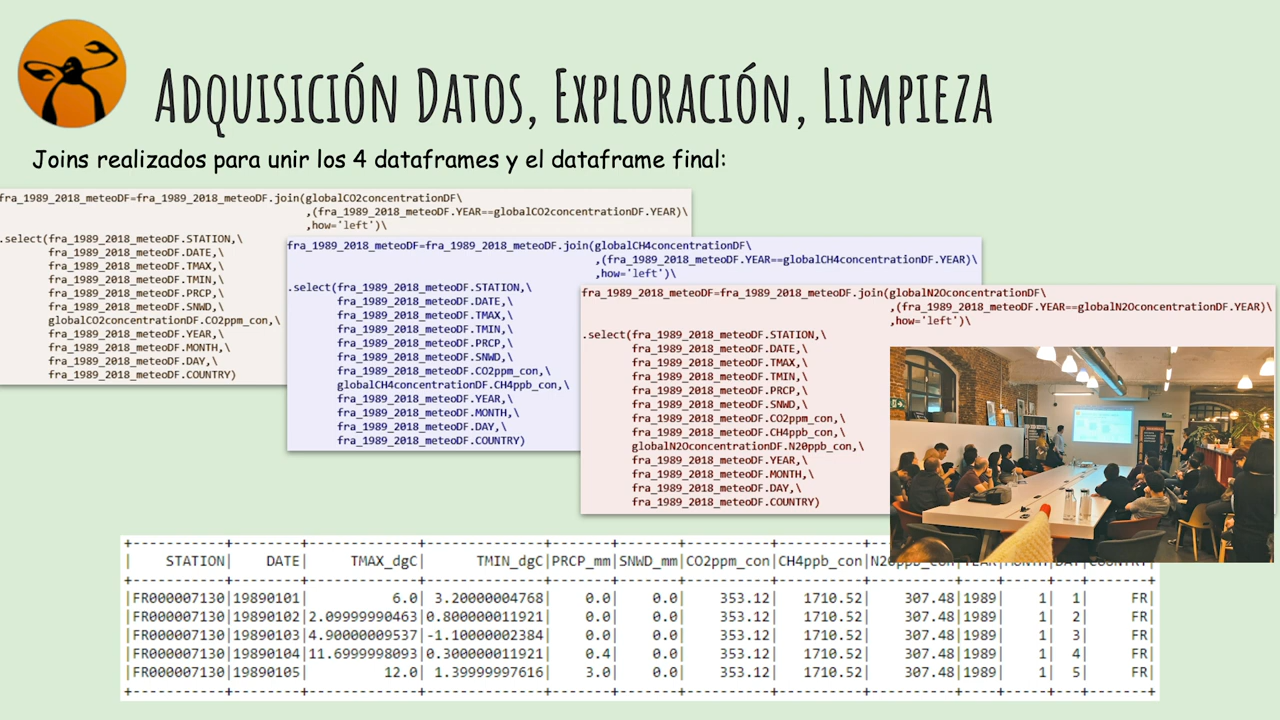 Adquisición Datos, Exploración, Limpieza
Joins realizados para unir los 4 dataframes y el dataframe final:
fra_1989_2018_meteoDF=fra_1989_2018_meteoDF.join(globalCO2concentrationDF\
,(fra_1989_2018_meteoDF.YEAR==globalCO2concentrationDF.YEAR)\
,how='left')\
.select(fra_1989_2018_meteoDF.STATION,\
fra_1989_2018_meteoDF.DATE,\
fra_1989_2018_meteoDF.TMAX,\
fra_1989_2018_meteoDF.TMIN,\
fra_1989_2018_meteoDF.PRCP,\
fra_1989_2018_meteoDF.SNWD,\
globalCO2concentrationDF.CO2ppm_con,\
fra_1989_2018_meteoDF.YEAR,\
fra_1989_2018_meteoDF.MONTH,\
fra_1989_2018_meteoDF.DAY,\
fra_1989_2018_meteoDF.COUNTRY)
fra_1989_2018_meteoDF=fra_1989_2018_meteoDF.join(globalCH4concentrationDF\
,(fra_1989_2018_meteoDF.YEAR==globalCH4concentrationDF.YEAR)\
,how='left')\
.select(fra_1989_2018_meteoDF.STATION,\
fra_1989_2018_meteoDF.DATE,\
fra_1989_2018_meteoDF.TMAX,\
fra_1989_2018_meteoDF.TMIN,\
fra_1989_2018_meteoDF.PRCP,\
fra_1989_2018_meteoDF.SNWD,\
fra_1989_2018_meteoDF.CO2ppm_con,\
globalCH4concentrationDF.CH4ppb_con,\
fra_1989_2018_meteoDF.YEAR,\
fra_1989_2018_meteoDF.MONTH,\
fra_1989_2018_meteoDF.DAY,\
fra_1989_2018_meteoDF.COUNTRY)
fra_1989_2018_meteoDF=fra_1989_2018_meteoDF.join(globalN2OconcentrationDF\
,(fra_1989_2018_meteoDF.YEAR==globalN2OconcentrationDF.YEAR)\
,how='left')\
.select(fra_1989_2018_meteoDF.STATION,\
fra_1989_2018_meteoDF.DATE,\
fra_1989_2018_meteoDF.TMAX,\
fra_1989_2018_meteoDF.TMIN,\
fra_1989_2018_meteoDF.PRCP,\
fra_1989_2018_meteoDF.SNWD,\
fra_1989_2018_meteoDF.CO2ppm_con,\
fra_1989_2018_meteoDF.CH4ppb_con,\
globalN2OconcentrationDF.N2Oppb_con,\
fra_1989_2018_meteoDF.YEAR,\
fra_1989_2018_meteoDF.MONTH,\
fra_1989_2018_meteoDF.DAY,\
fra_1989_2018_meteoDF.COUNTRY)
| STATION| DATE| TMAX_dgC| TMIN_dgC|PRCP_mm|SNWD_mm|CO2ppm_con|CH4ppb_con|N2Oppb_con|YEAR|MONTH|DAY|COUNTRY|
|FR000007130|19890101| 6.0| 3.20000004768| 0.0| 0.0| 353.12| 1710.52| 307.48|1989| 1| 1| FR|
|FR000007130|19890102|2.09999990463|0.800000011921| 0.0| 0.0| 353.12| 1710.52| 307.48|1989| 1| 2| FR|
|FR000007130|19890103|4.90000009537|-1.10000002384| 0.0| 0.0| 353.12| 1710.52| 307.48|1989| 1| 3| FR|
|FR000007130|19890104|11.6999998093|0.300000011921| 0.4| 0.0| 353.12| 1710.52| 307.48|1989| 1| 4| FR|
|FR000007130|19890105| 12.0| 1.39999997616| 3.0| 0.0| 353.12| 1710.52| 307.48|1989| 1| 5| FR|